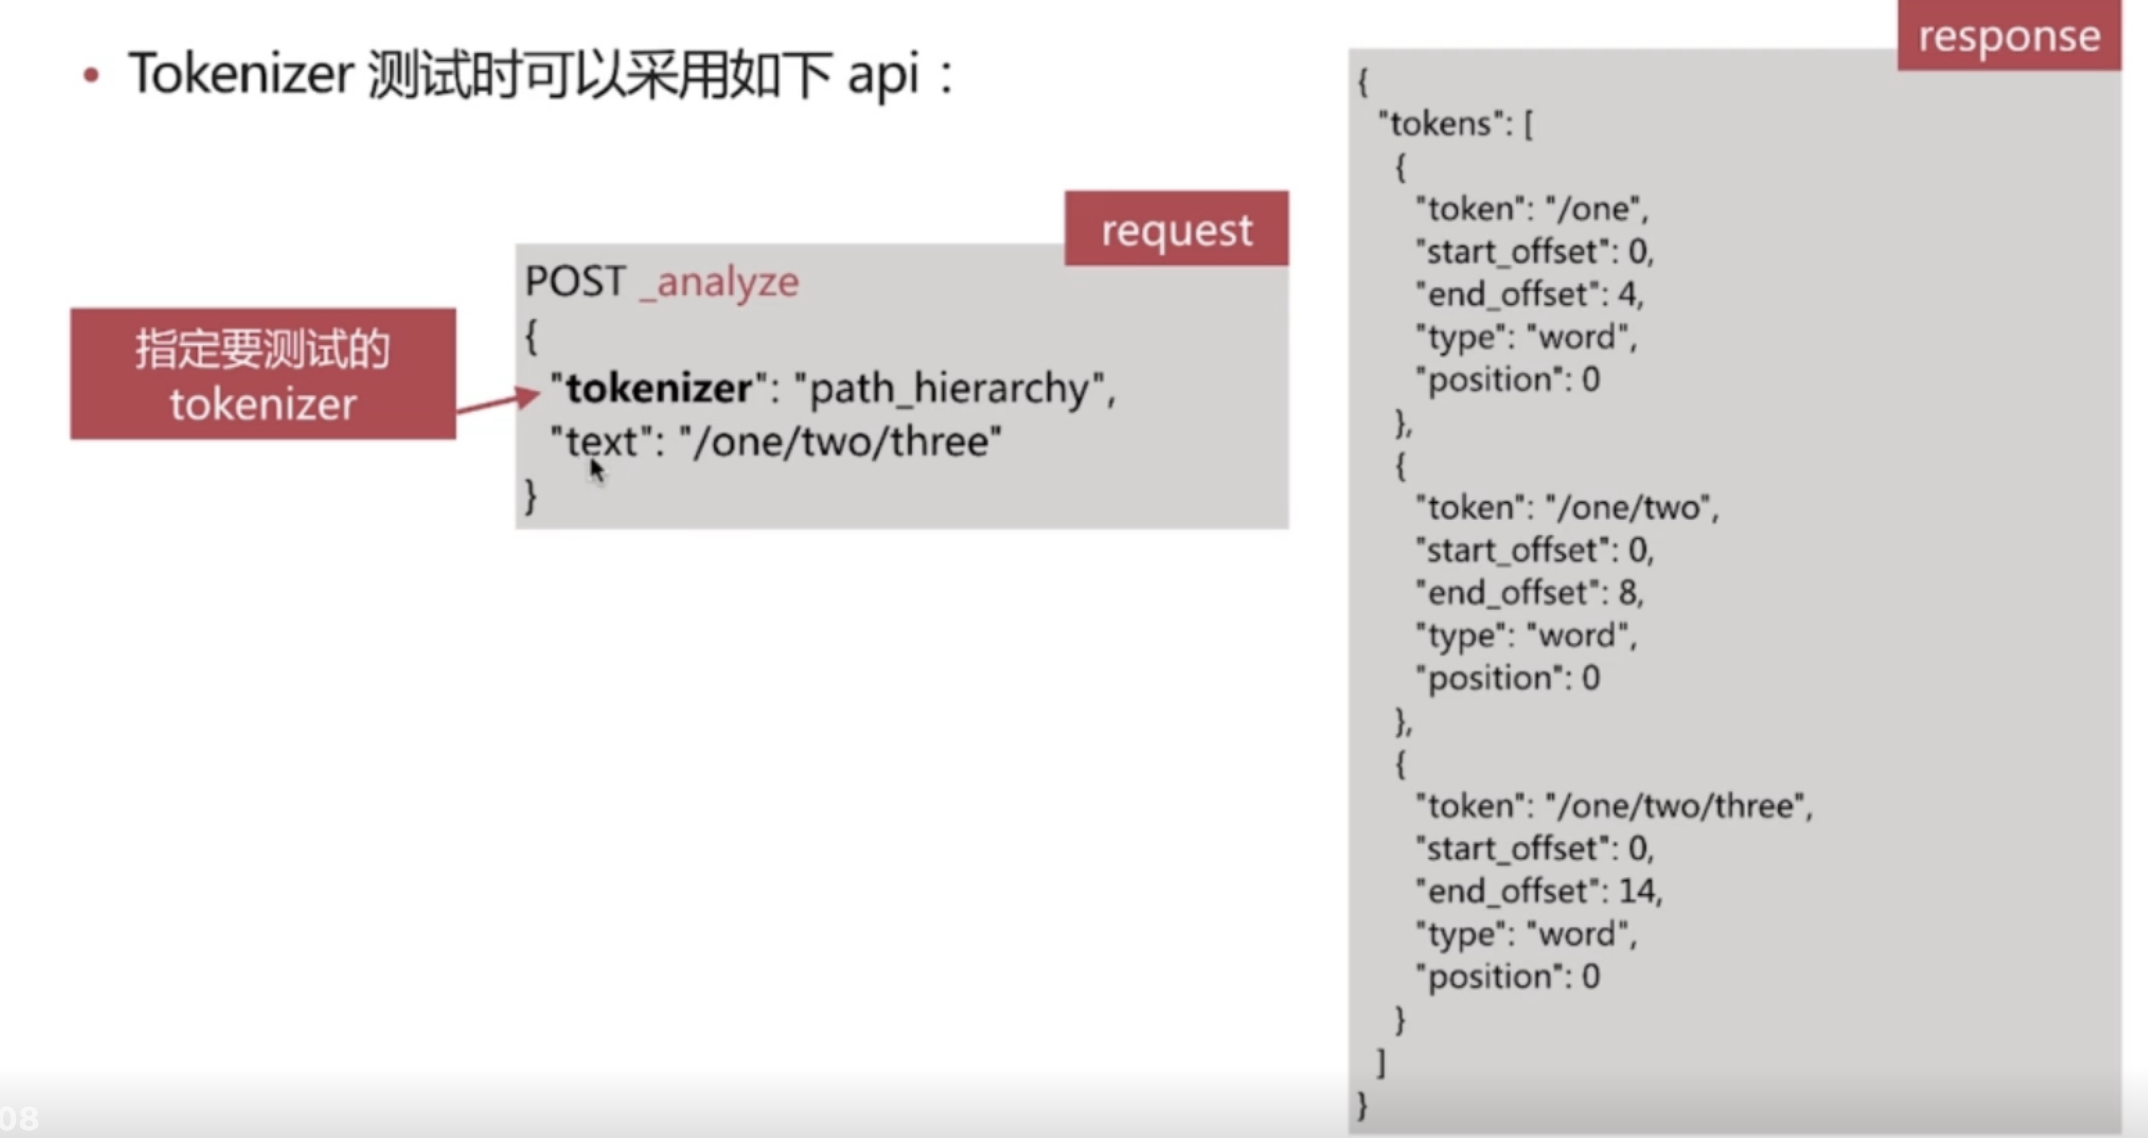 • Tokenizer 测试时可以采用如下 api：
request
POST _analyze
{
"tokenizer": "path_hierarchy",
"text": "/one/two/three"
}
指定要测试的
tokenizer
response
{
"tokens": [
{
"token": "/one",
"start_offset": 0,
"end_offset": 4,
"type": "word",
"position": 0
},
{
"token": "/one/two",
"start_offset": 0,
"end_offset": 8,
"type": "word",
"position": 0
},
{
"token": "/one/two/three",
"start_offset": 0,
"end_offset": 14,
"type": "word",
"position": 0
}
]
}
08